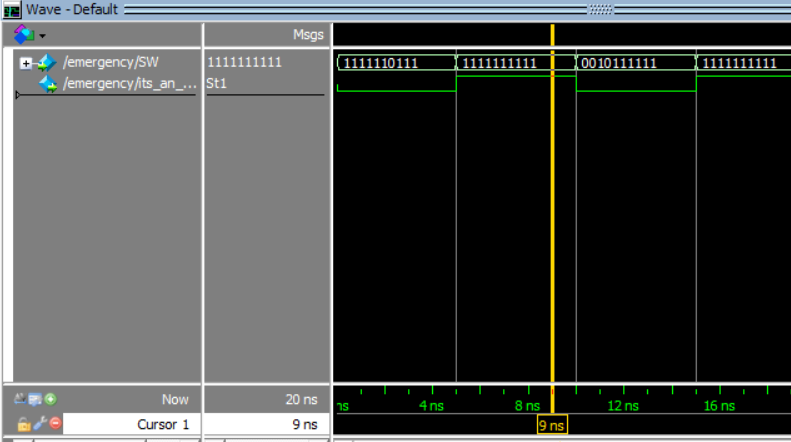 Wave - Default
Msgs
/emergency/SW 1111111111 1111110111 1111111111 0010111111 1111111111
/emergency/its_an_... St1
Now 20 ns ns 4 ns 8 ns 12 ns 16 ns
Cursor 1 9 ns 9 ns